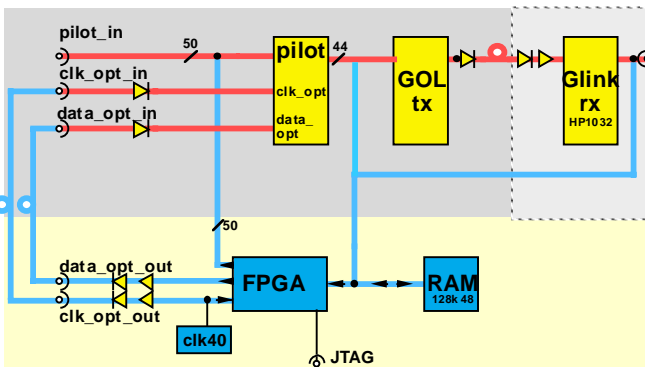 pilot_in
50
pilot
44
clk_opt_in
clk_opt
GOL
tx
Glink
rx
HP1032
data_opt_in
data_
opt
50
data_opt_out
FPGA
RAM
128k 48
clk_opt_out
clk40
JTAG